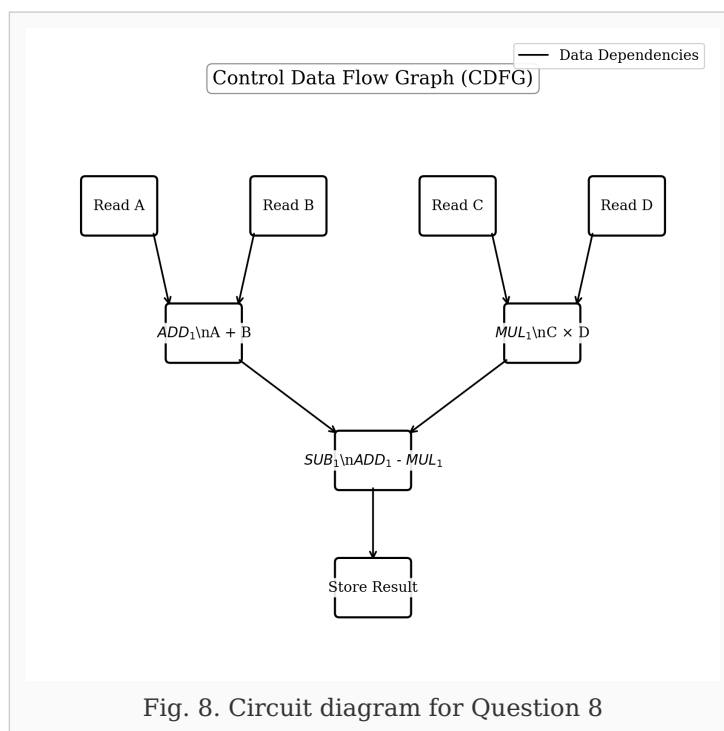 Data Dependencies
Control Data Flow Graph (CDFG)
Read A
Read B
Read C
Read D
ADD₁\nA + B
MUL₁\nC × D
SUB₁\nADD₁ - MUL₁
Store Result
Fig. 8. Circuit diagram for Question 8